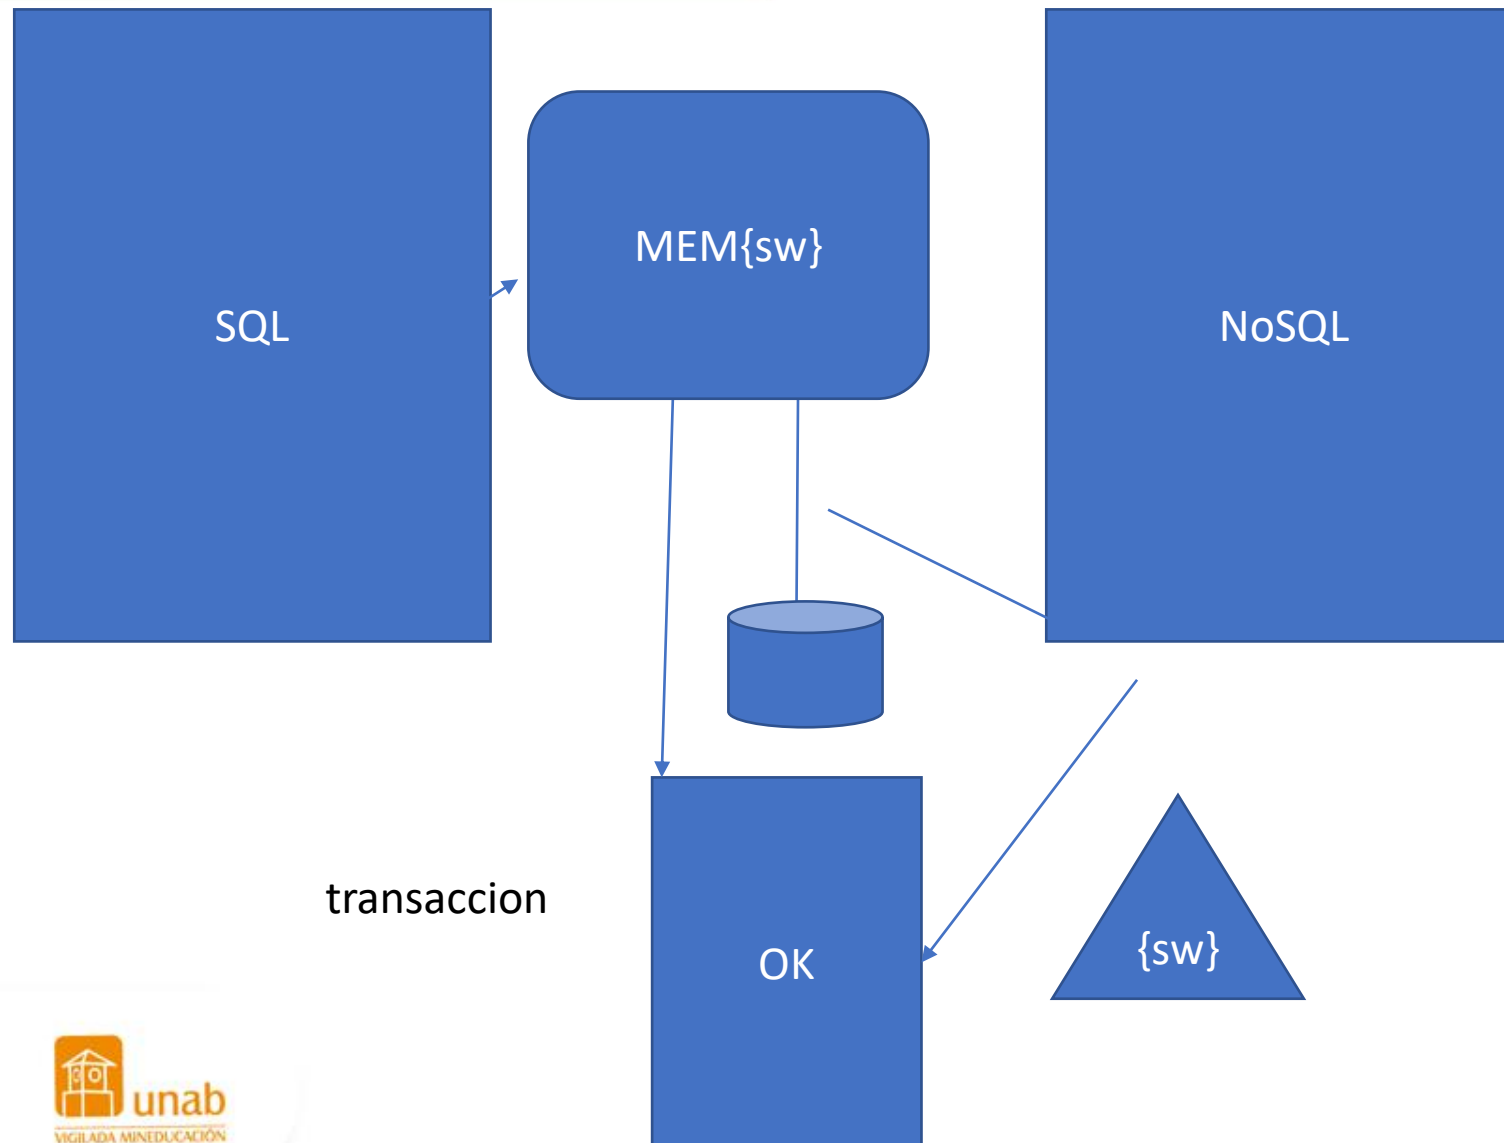 MEM{sw}
SQL
NoSQL
transaccion
OK
{sw}
unab
VIGILADA MINEDUCACIÓN